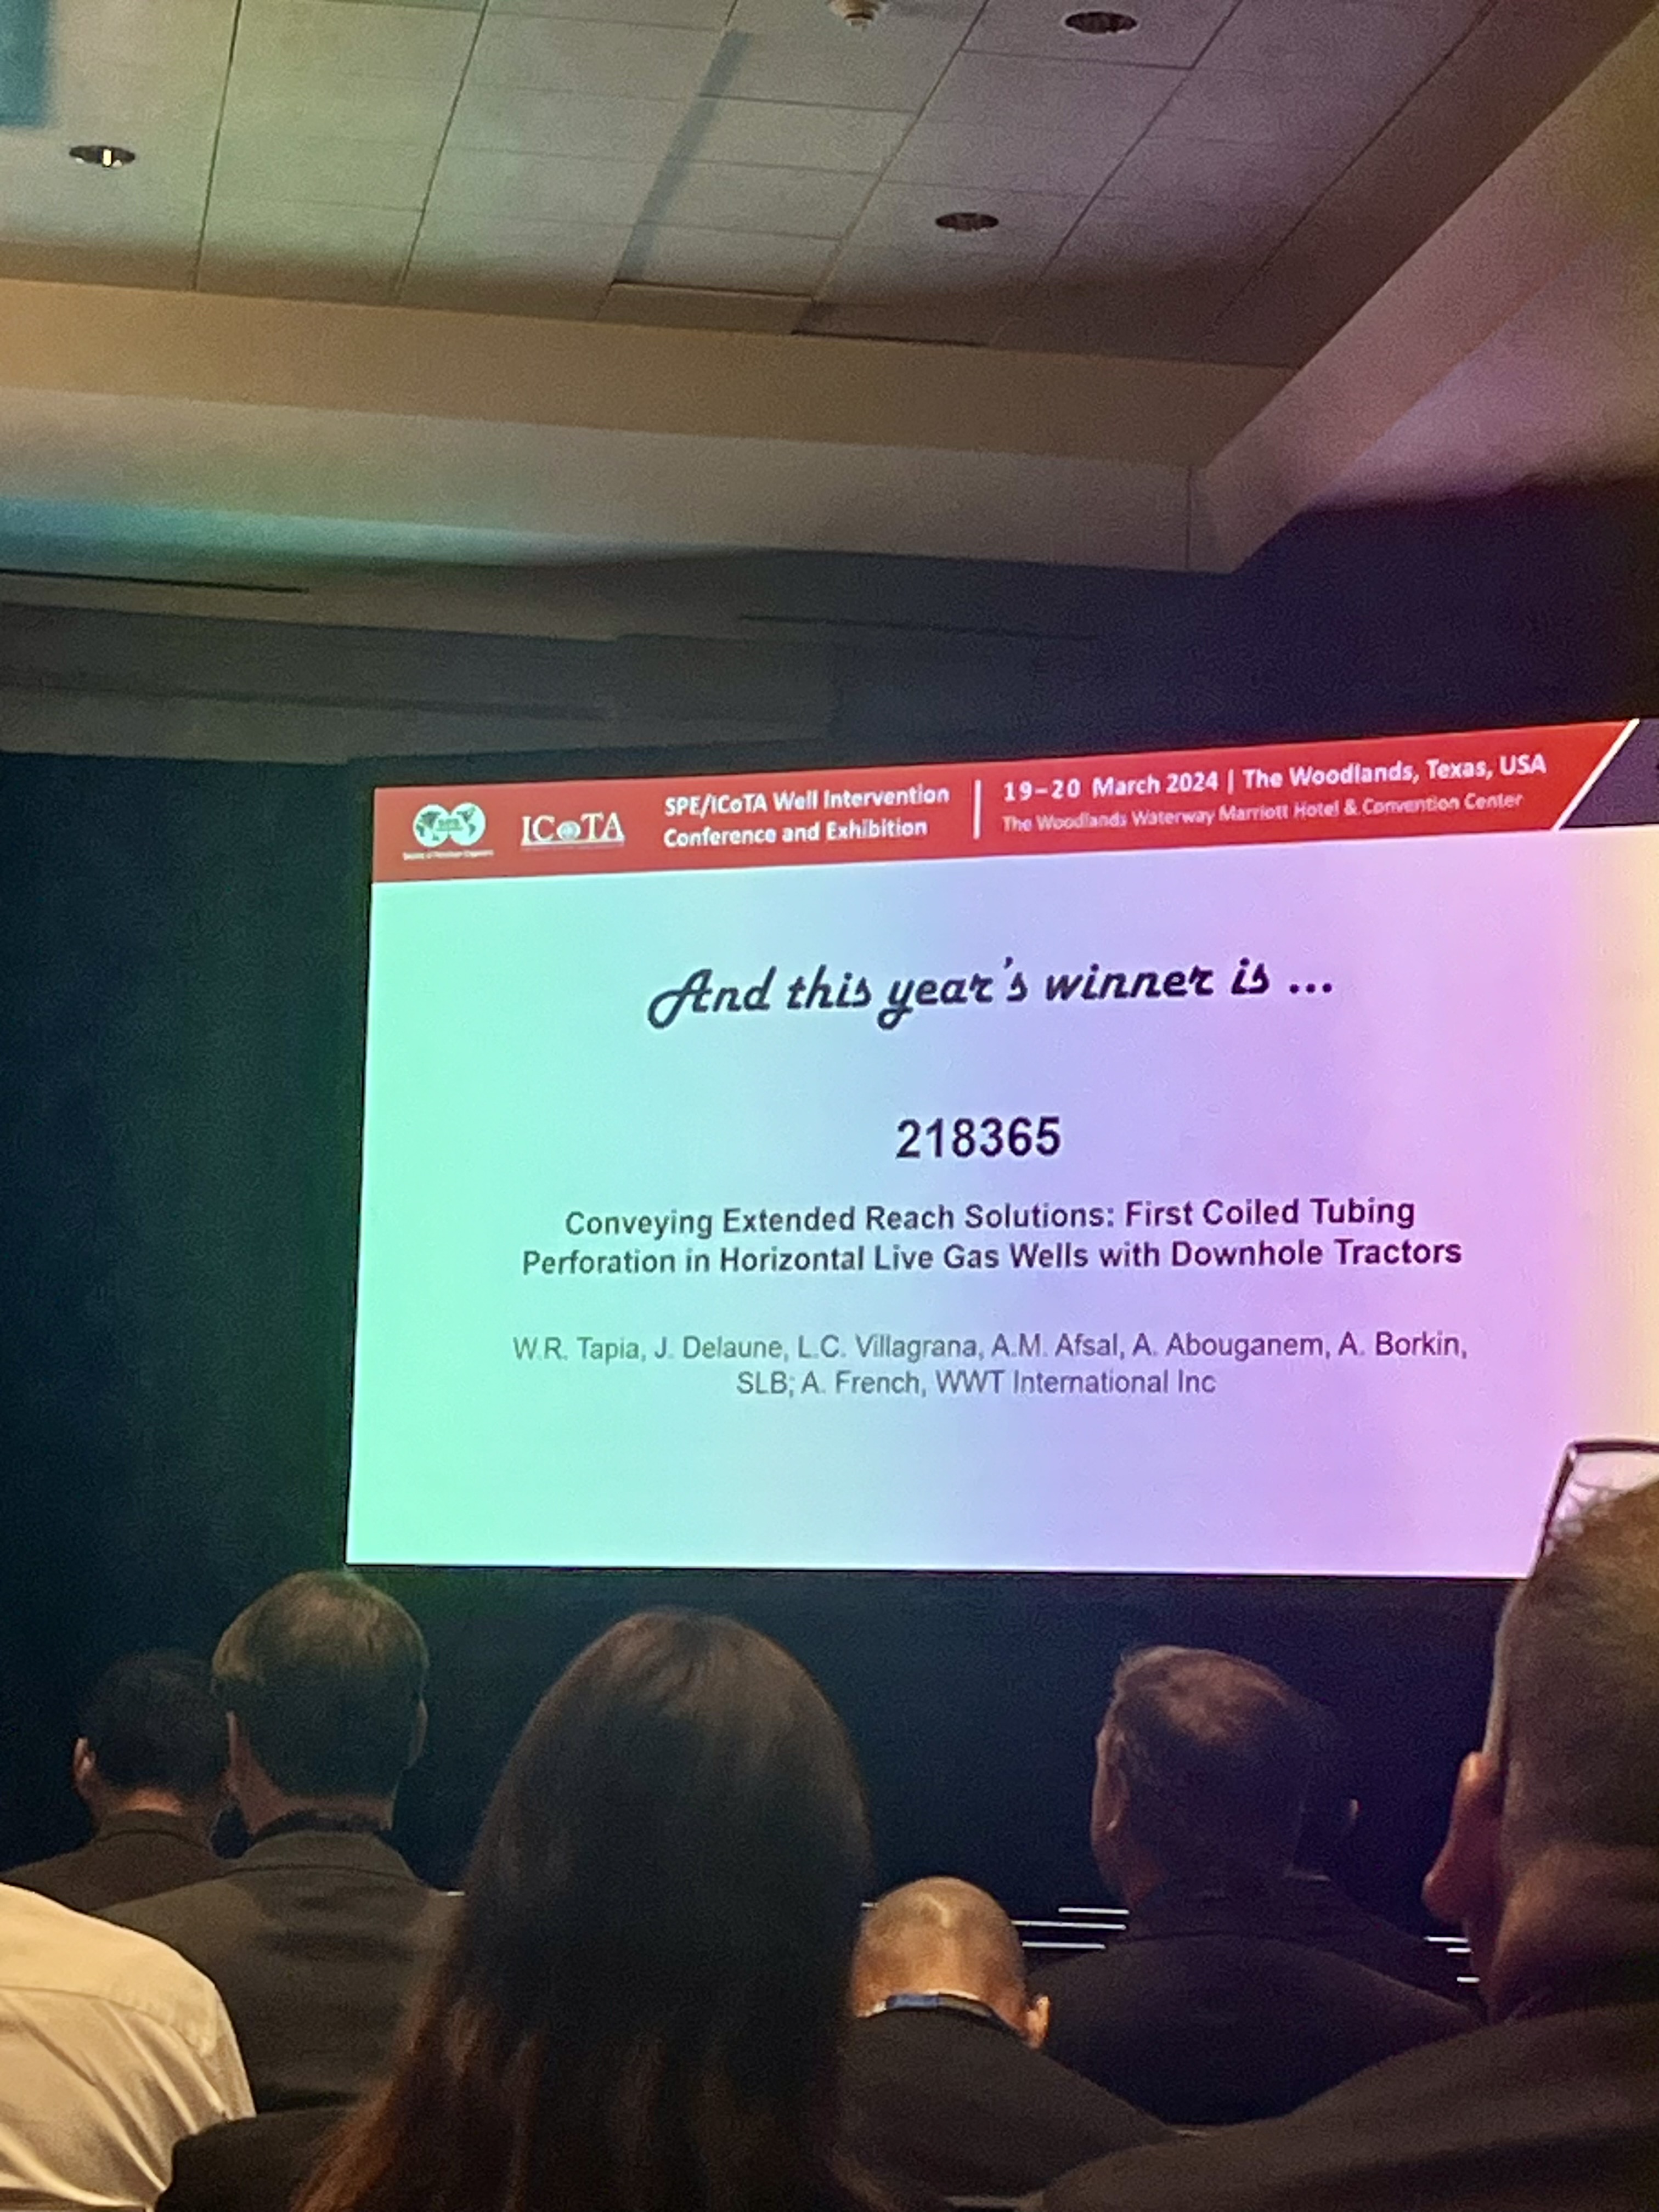 SPE/ICoTA Well Intervention
Conference and Exhibition
19–20 March 2024 | The Woodlands, Texas, USA
The Woodlands Waterway Marriott Hotel & Convention Center
ICoTA
And this year's winner is ...
218365
Conveying Extended Reach Solutions: First Coiled Tubing
Perforation in Horizontal Live Gas Wells with Downhole Tractors
W.R. Tapia, J. Delaune, L.C. Villagrana, A.M. Afsal, A. Abouganem, A. Borkin,
SLB; A. French, WWT International Inc